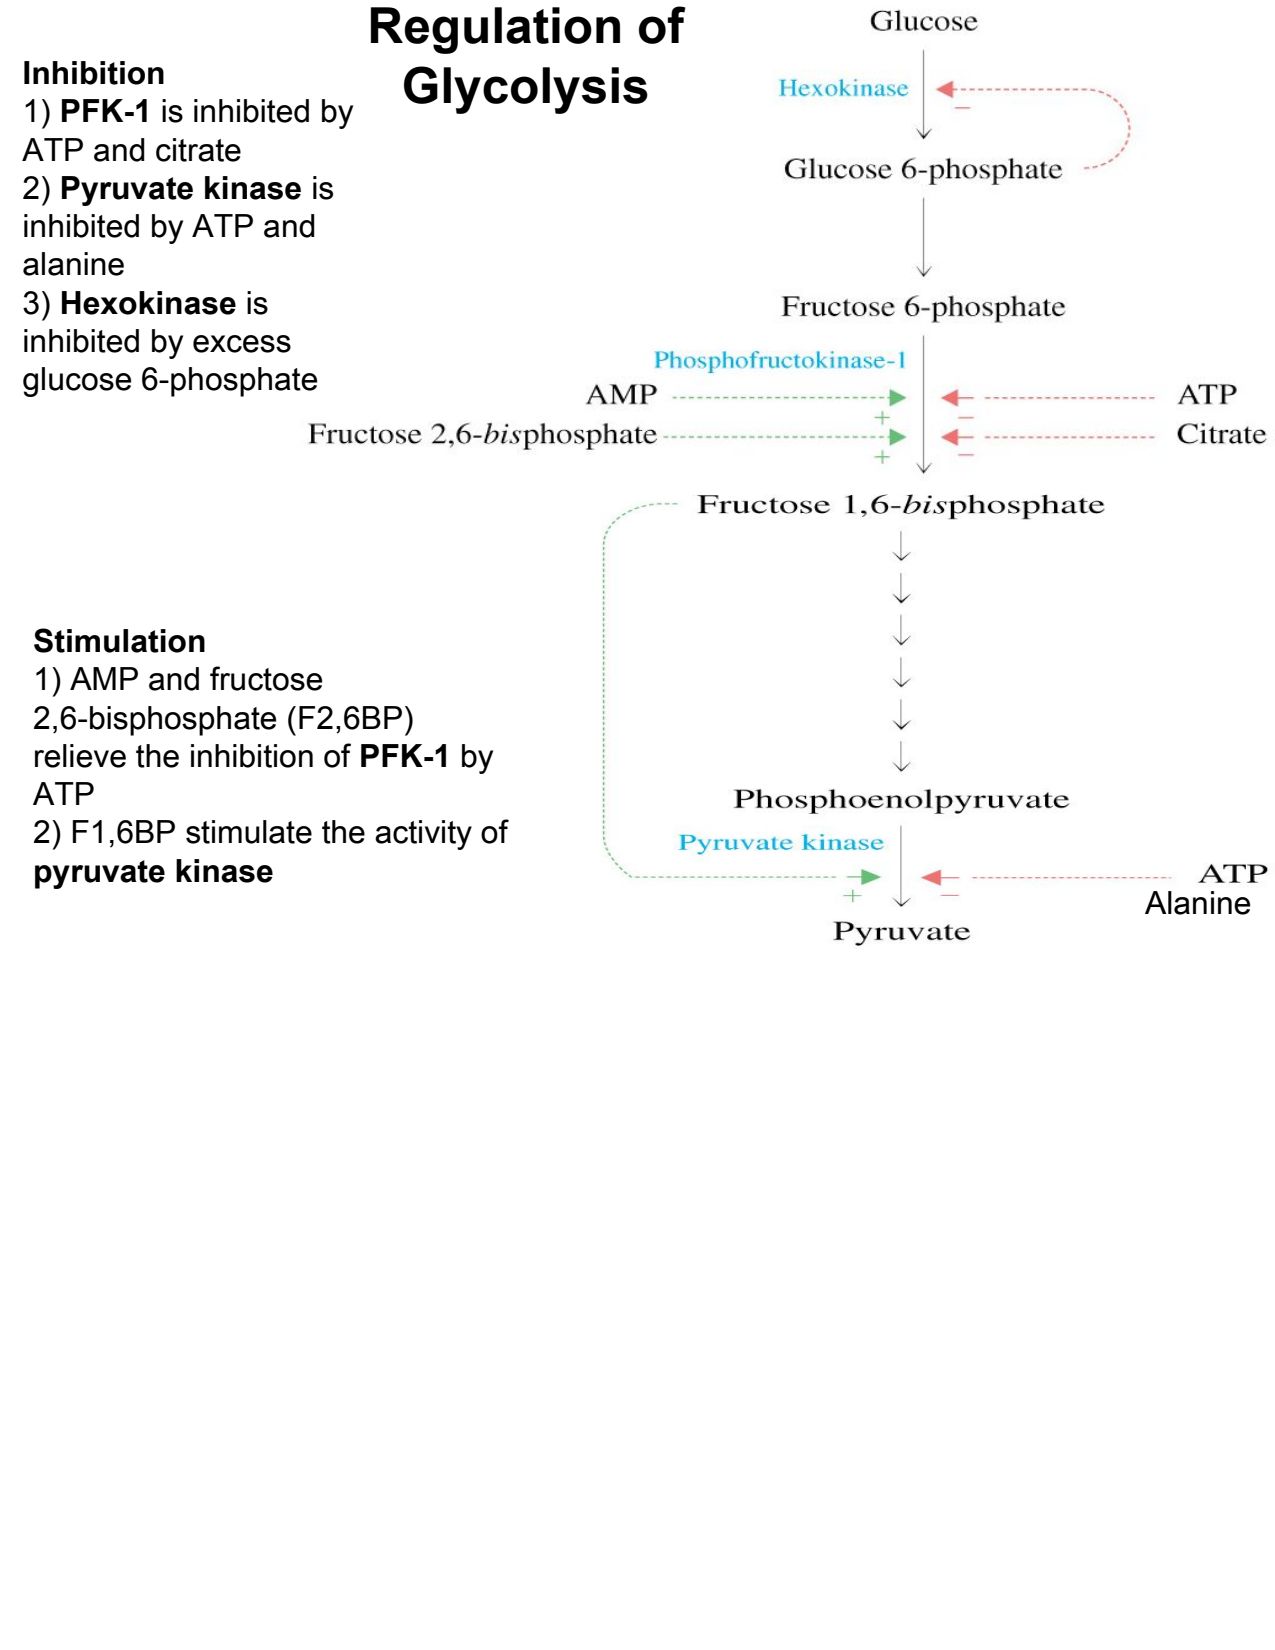 Regulation of
Glycolysis
Inhibition
1) PFK-1 is inhibited by
ATP and citrate
2) Pyruvate kinase is
inhibited by ATP and
alanine
3) Hexokinase is
inhibited by excess
glucose 6-phosphate
Stimulation
1) AMP and fructose
2,6-bisphosphate (F2,6BP)
relieve the inhibition of PFK-1 by
ATP
2) F1,6BP stimulate the activity of
pyruvate kinase
Glucose
Hexokinase
−
Glucose 6-phosphate
Fructose 6-phosphate
Phosphofructokinase-1
AMP
+
−
ATP
Fructose 2,6-bisphosphate
+
−
Citrate
Fructose 1,6-bisphosphate
Phosphoenolpyruvate
Pyruvate kinase
+
−
ATP
Alanine
Pyruvate